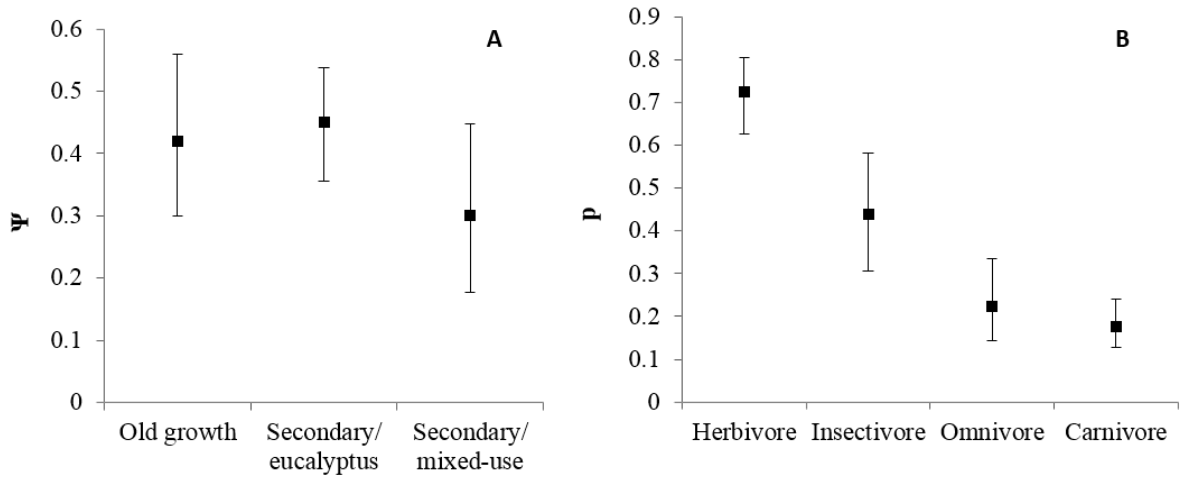 A
0.6
0.5
0.4
0.3
0.2
0.1
0
Ψ
Old growth
Secondary/
eucalyptus
Secondary/
mixed-use
B
0.9
0.8
0.7
0.6
0.5
0.4
0.3
0.2
0.1
0
p
Herbivore
Insectivore
Omnivore
Carnivore